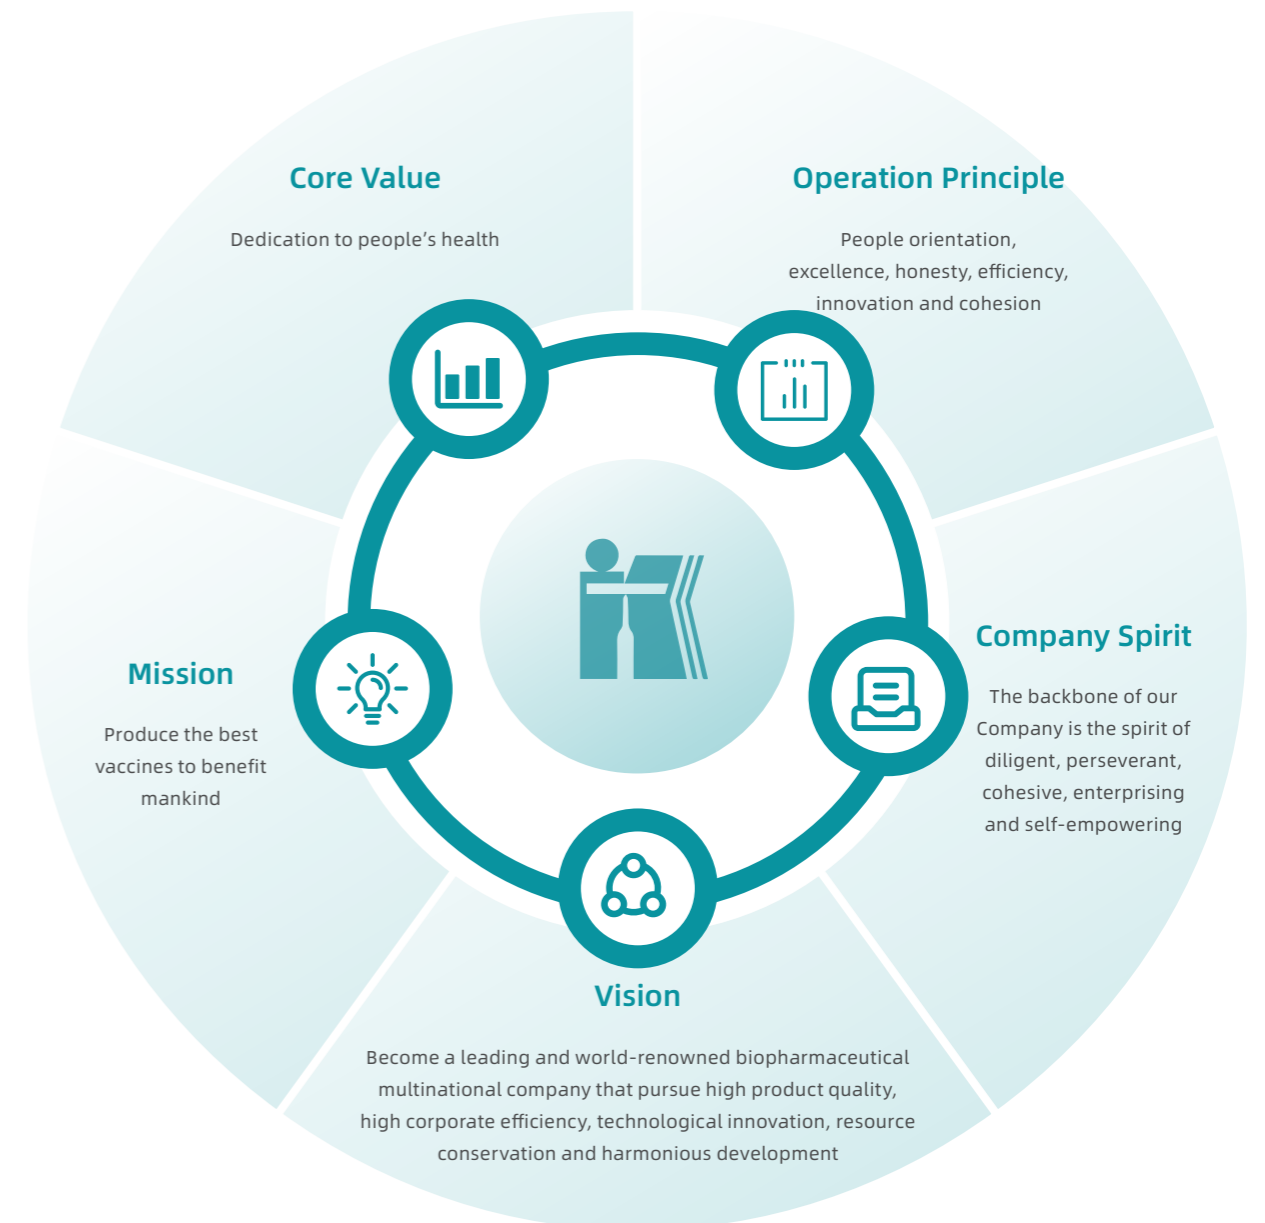 Core Value
Dedication to people’s health
Operation Principle
People orientation,
excellence, honesty, efficiency,
innovation and cohesion
Company Spirit
The backbone of our
Company is the spirit of
diligent, perseverant,
cohesive, enterprising
and self-empowering
Mission
Produce the best
vaccines to benefit
mankind
Vision
Become a leading and world-renowned biopharmaceutical
multinational company that pursue high product quality,
high corporate efficiency, technological innovation, resource
conservation and harmonious development